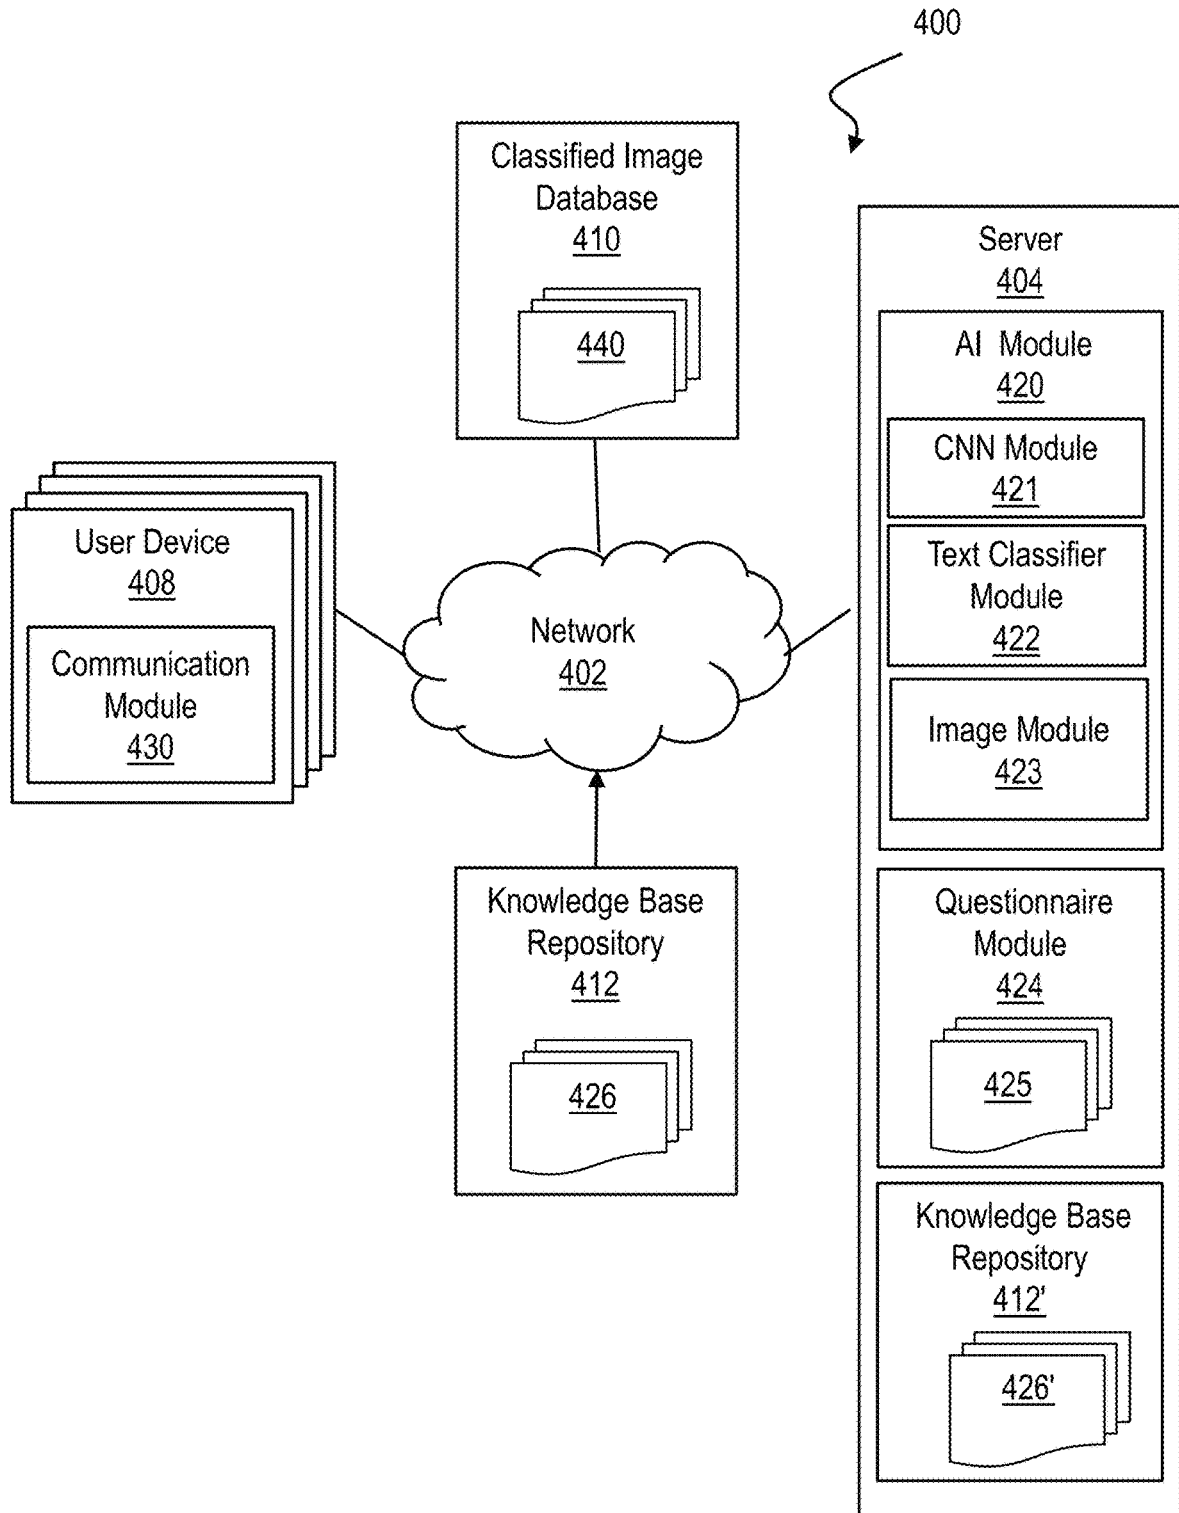 400
Classified Image
Database
410
440
User Device
408
Communication
Module
430
Network
402
Knowledge Base
Repository
412
426
Server
404
AI Module
420
CNN Module
421
Text Classifier
Module
422
Image Module
423
Questionnaire
Module
424
425
Knowledge Base
Repository
412'
426'